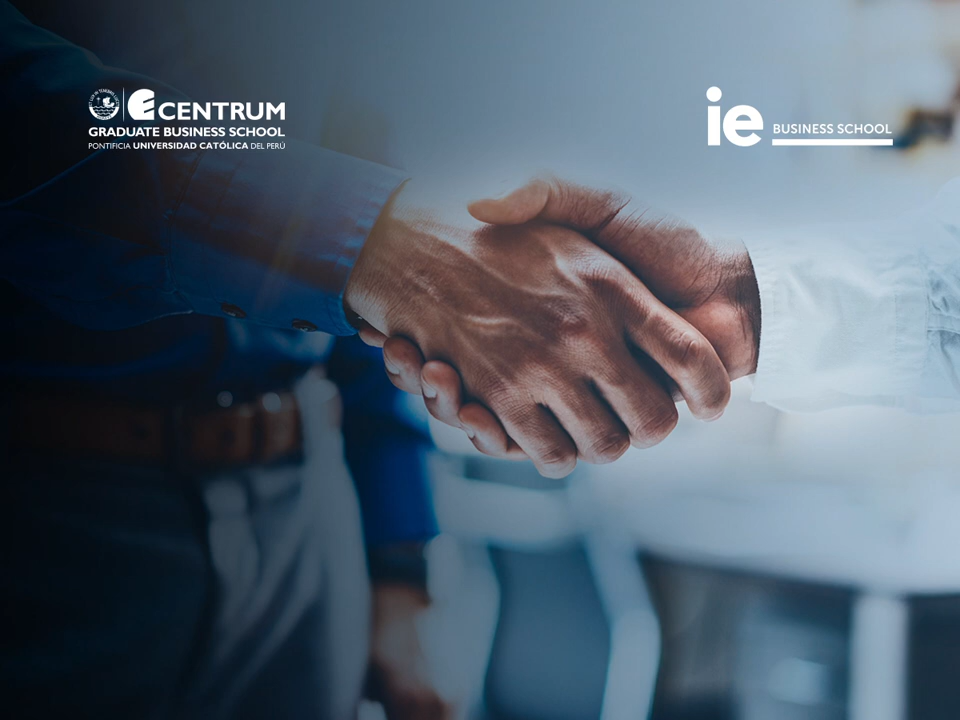 CENTRUM
GRADUATE BUSINESS SCHOOL
PONTIFICIA UNIVERSIDAD CATÓLICA DEL PERÚ
ie BUSINESS SCHOOL